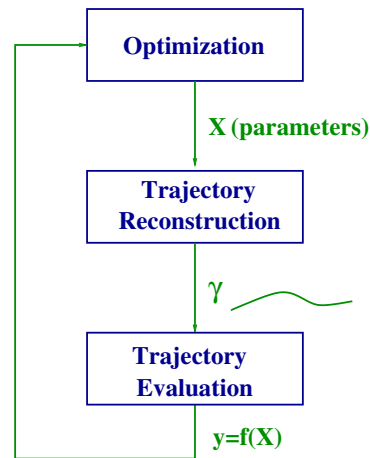 Optimization
X (parameters)
Trajectory
Reconstruction
γ
Trajectory
Evaluation
y=f(X)